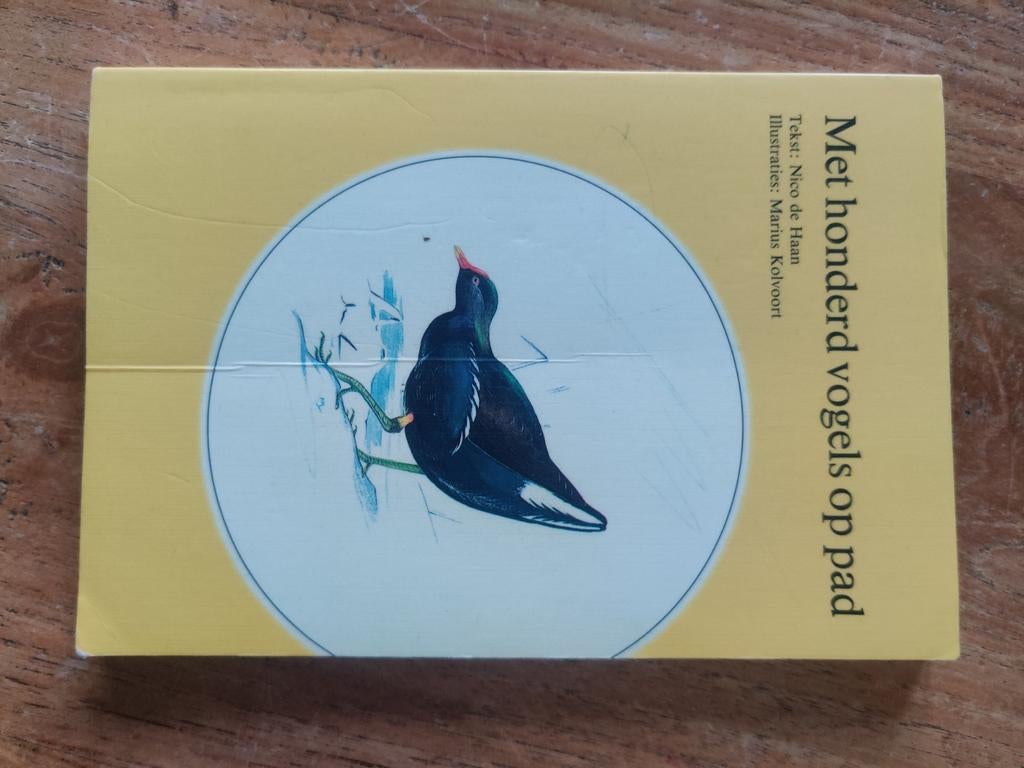 Met honderd vogels op pad
Tekst: Nico de Haan
Illustraties: Marius Kolvoort